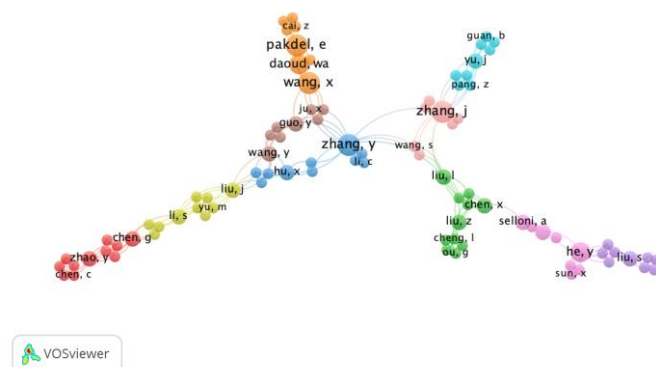 cai, z
pakdel, e
daoud, wa
wang, x
guan, b
yu, j
pang, z
zhang, j
ju, x
guo, y
zhang, y
wang, s
wang, y
li, c
hu, x
liu, l
liu, j
yu, m
chen, x
li, s
liu, z
selloni, a
chen, g
cheng, l
ou, g
he, y
zhao, y
liu, s
chen, c
sun, x
VOSviewer